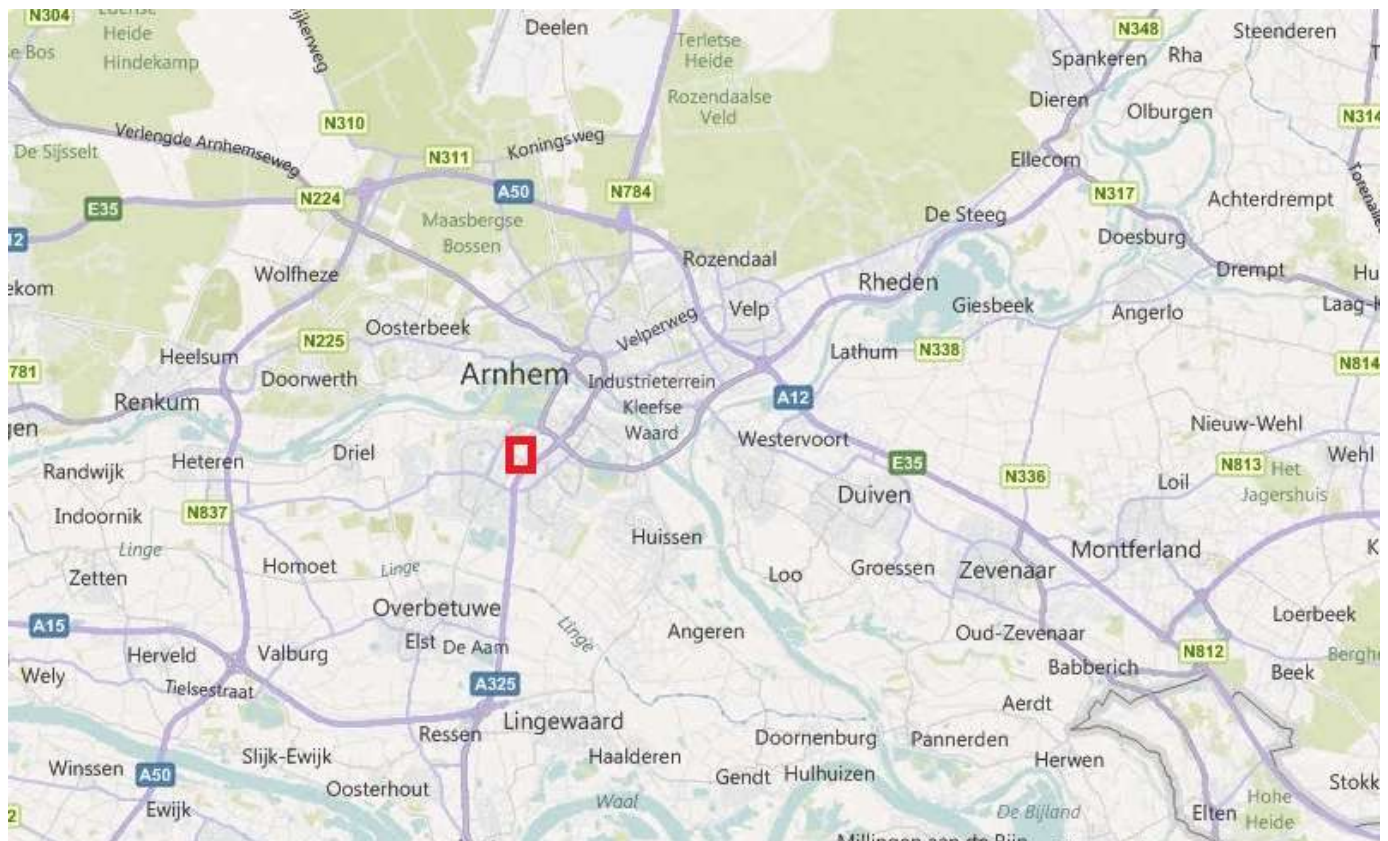 N304
Heide
Hindekamp
Deelen
Terletse
Heide
Rozendaalse
Veld
N348
Spankeren
Rha
Steenderen
Dieren
Olburgen
N314
N310
Verlengde Arnhemseweg
De Sijsselt
N311
Koningsweg
Ellecom
N317
Achterdrempt
E35
N224
A50
N784
Maasbergse
Bossen
De Steeg
Doesburg
12
Wolfheze
Rozendaal
Drempt
Rheden
Giesbeek
Angerlo
Velp
Velperweg
Oosterbeek
N225
Heelsum
Doorwerth
Lathum
N338
N814
781
Arnhem
Industrieterrein
Kleefse
Waard
A12
Renkum
Westervoort
Nieuw-Wehl
Wehl
Driel
Heteren
Randwijk
E35
N336
N813
Het
Jagershuis
Loil
Duiven
N837
Indoornik
Linge
Huissen
Montferland
Homoet
Linge
Zetten
Loo
Groessen
Zevenaar
Overbetuwe
Loerbeek
A15
Elst
De Aam
Linge
Angeren
Oud-Zevenaar
Herveld
Valburg
Babberich
N812
Beek
Wely
Tielsestraat
A325
Aerdt
Lingewaard
Ressen
Doornenburg
Pannerden
Slijk-Ewijk
Haalderen
Herwen
Winssen
A50
Gendt
Hulhuizen
Oosterhout
Waal
De Bijland
Ewijk
Elten
Hohe
Heide